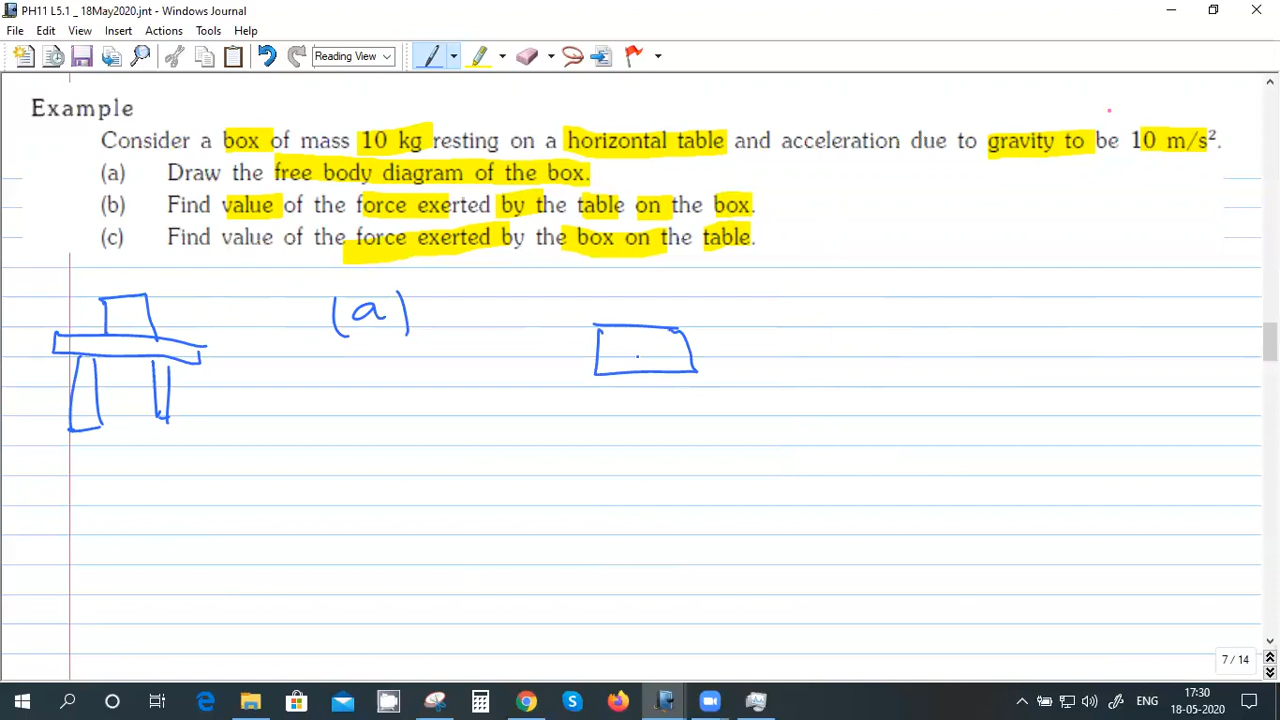 PH11 L5.1 _ 18May2020.jnt - Windows Journal
File Edit View Insert Actions Tools Help
Reading View
Example
Consider a box of mass 10 kg resting on a horizontal table and acceleration due to gravity to be 10 m/s².
(a) Draw the free body diagram of the box.
(b) Find value of the force exerted by the table on the box.
(c) Find value of the force exerted by the box on the table.
(a)
7 / 14
ENG
17:30
18-05-2020